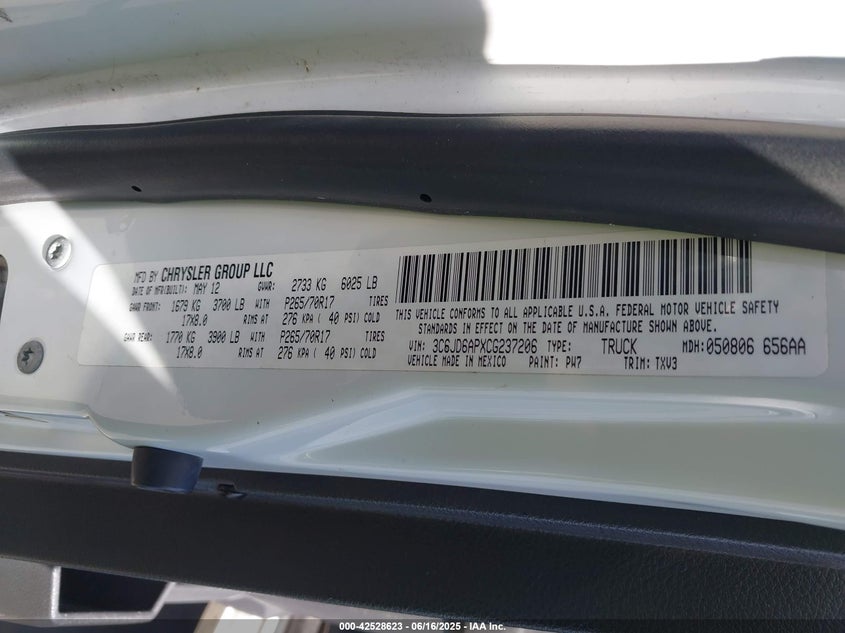 MFD BY CHRYSLER GROUP LLC
DATE OF MFR/BUILT: MAY 12 GVWR: 2733 KG 6025 LB
GAWR FRONT: 1679 KG 3700 LB WITH P265/70R17 TIRES
17X8.0 RIMS AT 276 KPA ( 40 PSI) COLD
GAWR REAR: 1770 KG 3900 LB WITH P265/70R17 TIRES
17X8.0 RIMS AT 276 KPA ( 40 PSI) COLD
THIS VEHICLE CONFORMS TO ALL APPLICABLE U.S.A. FEDERAL MOTOR VEHICLE SAFETY
STANDARDS IN EFFECT ON THE DATE OF MANUFACTURE SHOWN ABOVE.
VIN: 3C6JD6APXCG237206 TYPE: TRUCK MDH: 050806 656AA
VEHICLE MADE IN MEXICO PAINT: PW7 TRIM: TXV3
000-42528623 - 06/16/2025 - IAA Inc.